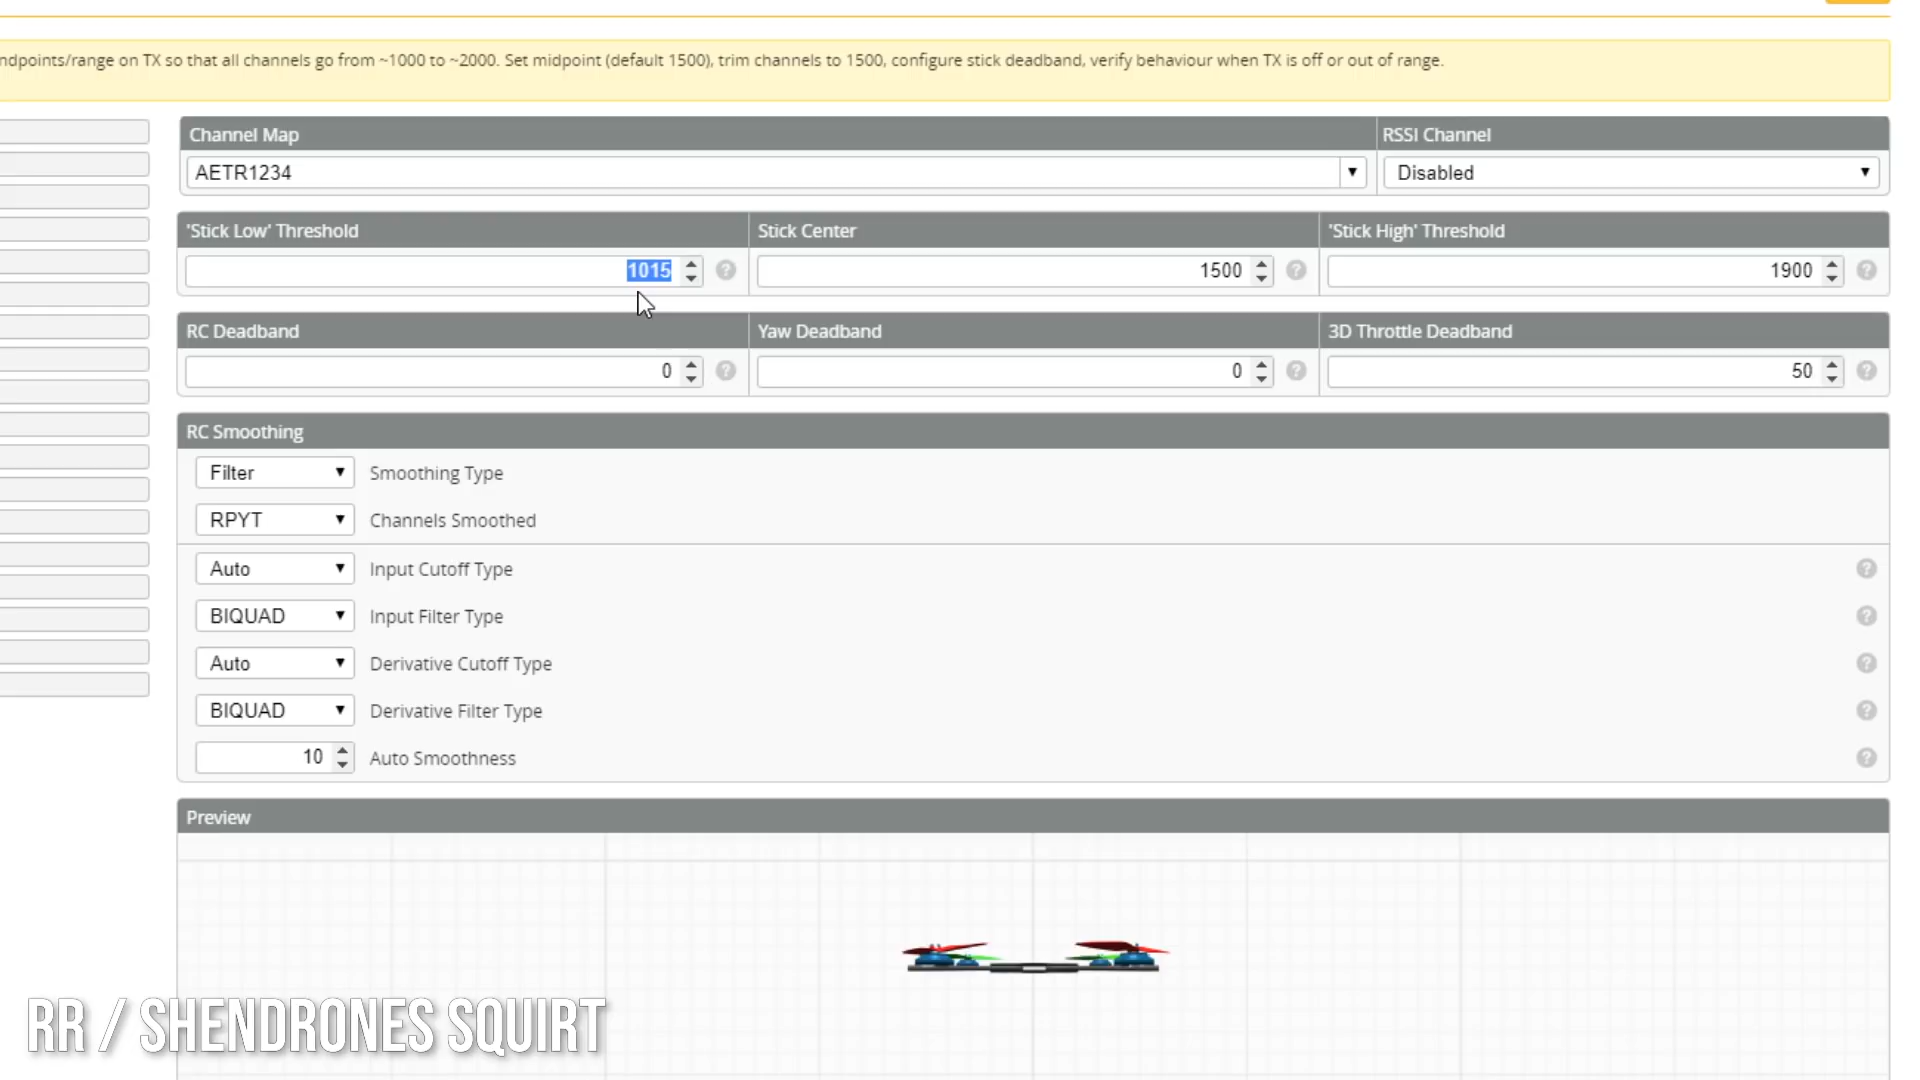 ndpoints/range on TX so that all channels go from ~1000 to ~2000. Set midpoint (default 1500), trim channels to 1500, configure stick deadband, verify behaviour when TX is off or out of range.
Channel Map
RSSI Channel
AETR1234
Disabled
'Stick Low' Threshold
Stick Center
'Stick High' Threshold
1015
1500
1900
RC Deadband
Yaw Deadband
3D Throttle Deadband
0
0
50
RC Smoothing
Filter Smoothing Type
RPYT Channels Smoothed
Auto Input Cutoff Type
BIQUAD Input Filter Type
Auto Derivative Cutoff Type
BIQUAD Derivative Filter Type
10 Auto Smoothness
Preview
RR / SHENDRONES SQUIRT